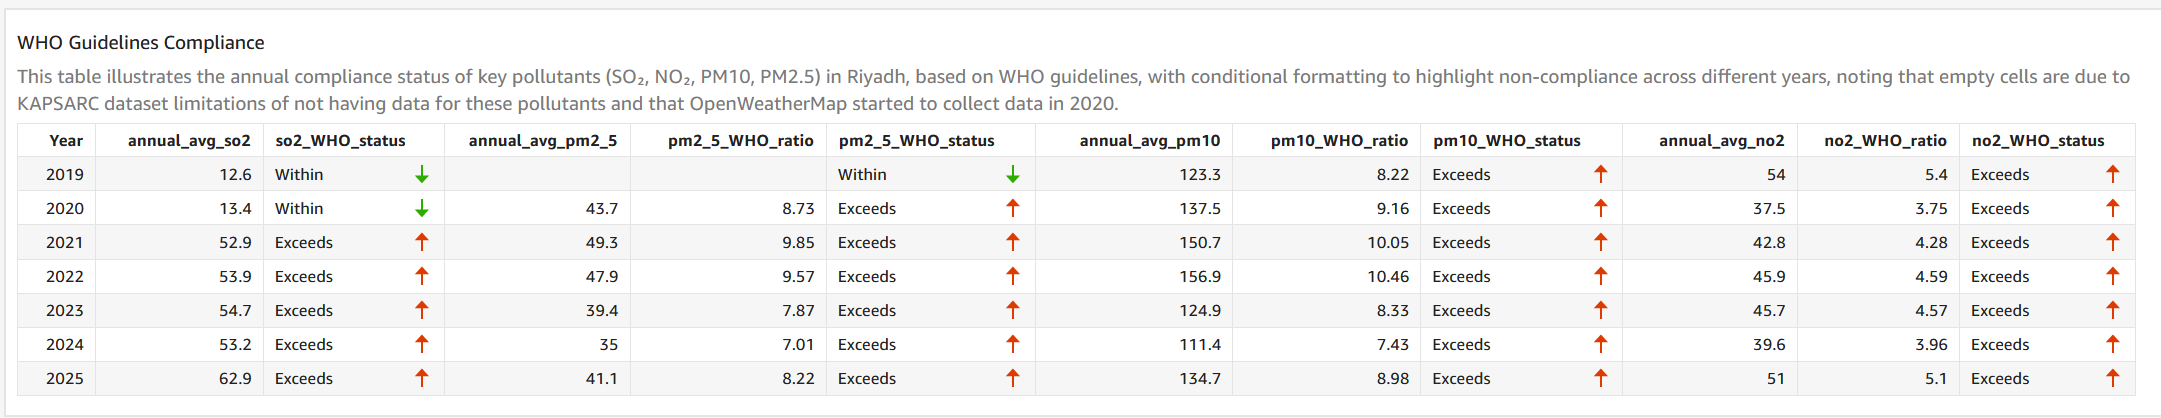 WHO Guidelines Compliance
This table illustrates the annual compliance status of key pollutants (SO₂, NO₂, PM10, PM2.5) in Riyadh, based on WHO guidelines, with conditional formatting to highlight non-compliance across different years, noting that empty cells are due to
KAPSARC dataset limitations of not having data for these pollutants and that OpenWeatherMap started to collect data in 2020.
Year annual_avg_so2 so2_WHO_status annual_avg_pm2_5 pm2_5_WHO_ratio pm2_5_WHO_status annual_avg_pm10 pm10_WHO_ratio pm10_WHO_status annual_avg_no2 no2_WHO_ratio no2_WHO_status
2019 12.6 Within ↓ Within ↓ 123.3 8.22 Exceeds ↑ 54 5.4 Exceeds ↑
2020 13.4 Within ↓ 43.7 8.73 Exceeds ↑ 137.5 9.16 Exceeds ↑ 37.5 3.75 Exceeds ↑
2021 52.9 Exceeds ↑ 49.3 9.85 Exceeds ↑ 150.7 10.05 Exceeds ↑ 42.8 4.28 Exceeds ↑
2022 53.9 Exceeds ↑ 47.9 9.57 Exceeds ↑ 156.9 10.46 Exceeds ↑ 45.9 4.59 Exceeds ↑
2023 54.7 Exceeds ↑ 39.4 7.87 Exceeds ↑ 124.9 8.33 Exceeds ↑ 45.7 4.57 Exceeds ↑
2024 53.2 Exceeds ↑ 35 7.01 Exceeds ↑ 111.4 7.43 Exceeds ↑ 39.6 3.96 Exceeds ↑
2025 62.9 Exceeds ↑ 41.1 8.22 Exceeds ↑ 134.7 8.98 Exceeds ↑ 51 5.1 Exceeds ↑